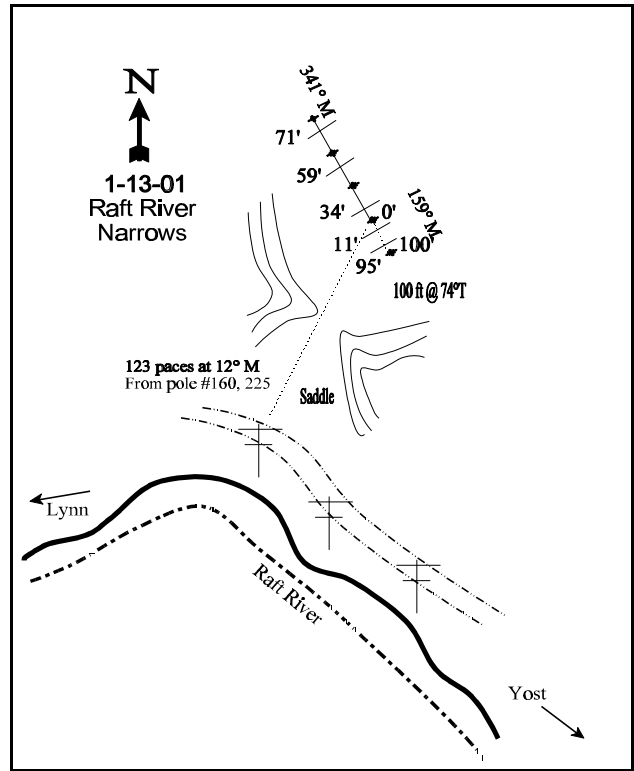 N
1-13-01
Raft River
Narrows
341° M
71'
59'
34'
0'
159° M
11'
100'
95'
100 ft @ 74°T
123 paces at 12° M
From pole #160, 225
Saddle
Lynn
Raft River
Yost